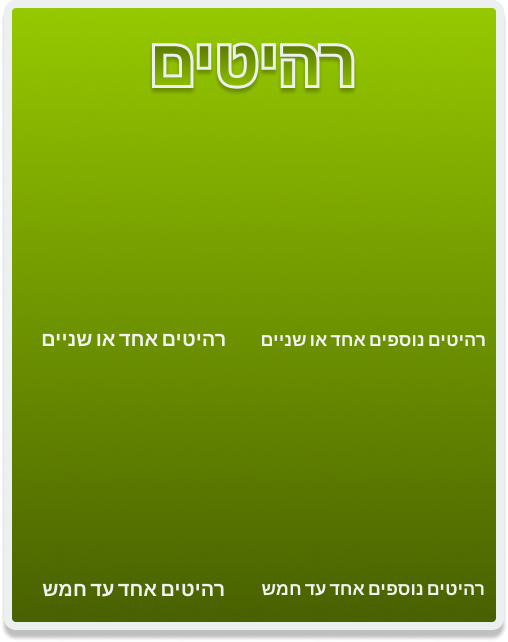 רהיטים
רהיטים נוספים אחד או שניים
רהיטים אחד או שניים
רהיטים נוספים אחד עד חמש
רהיטים אחד עד חמש